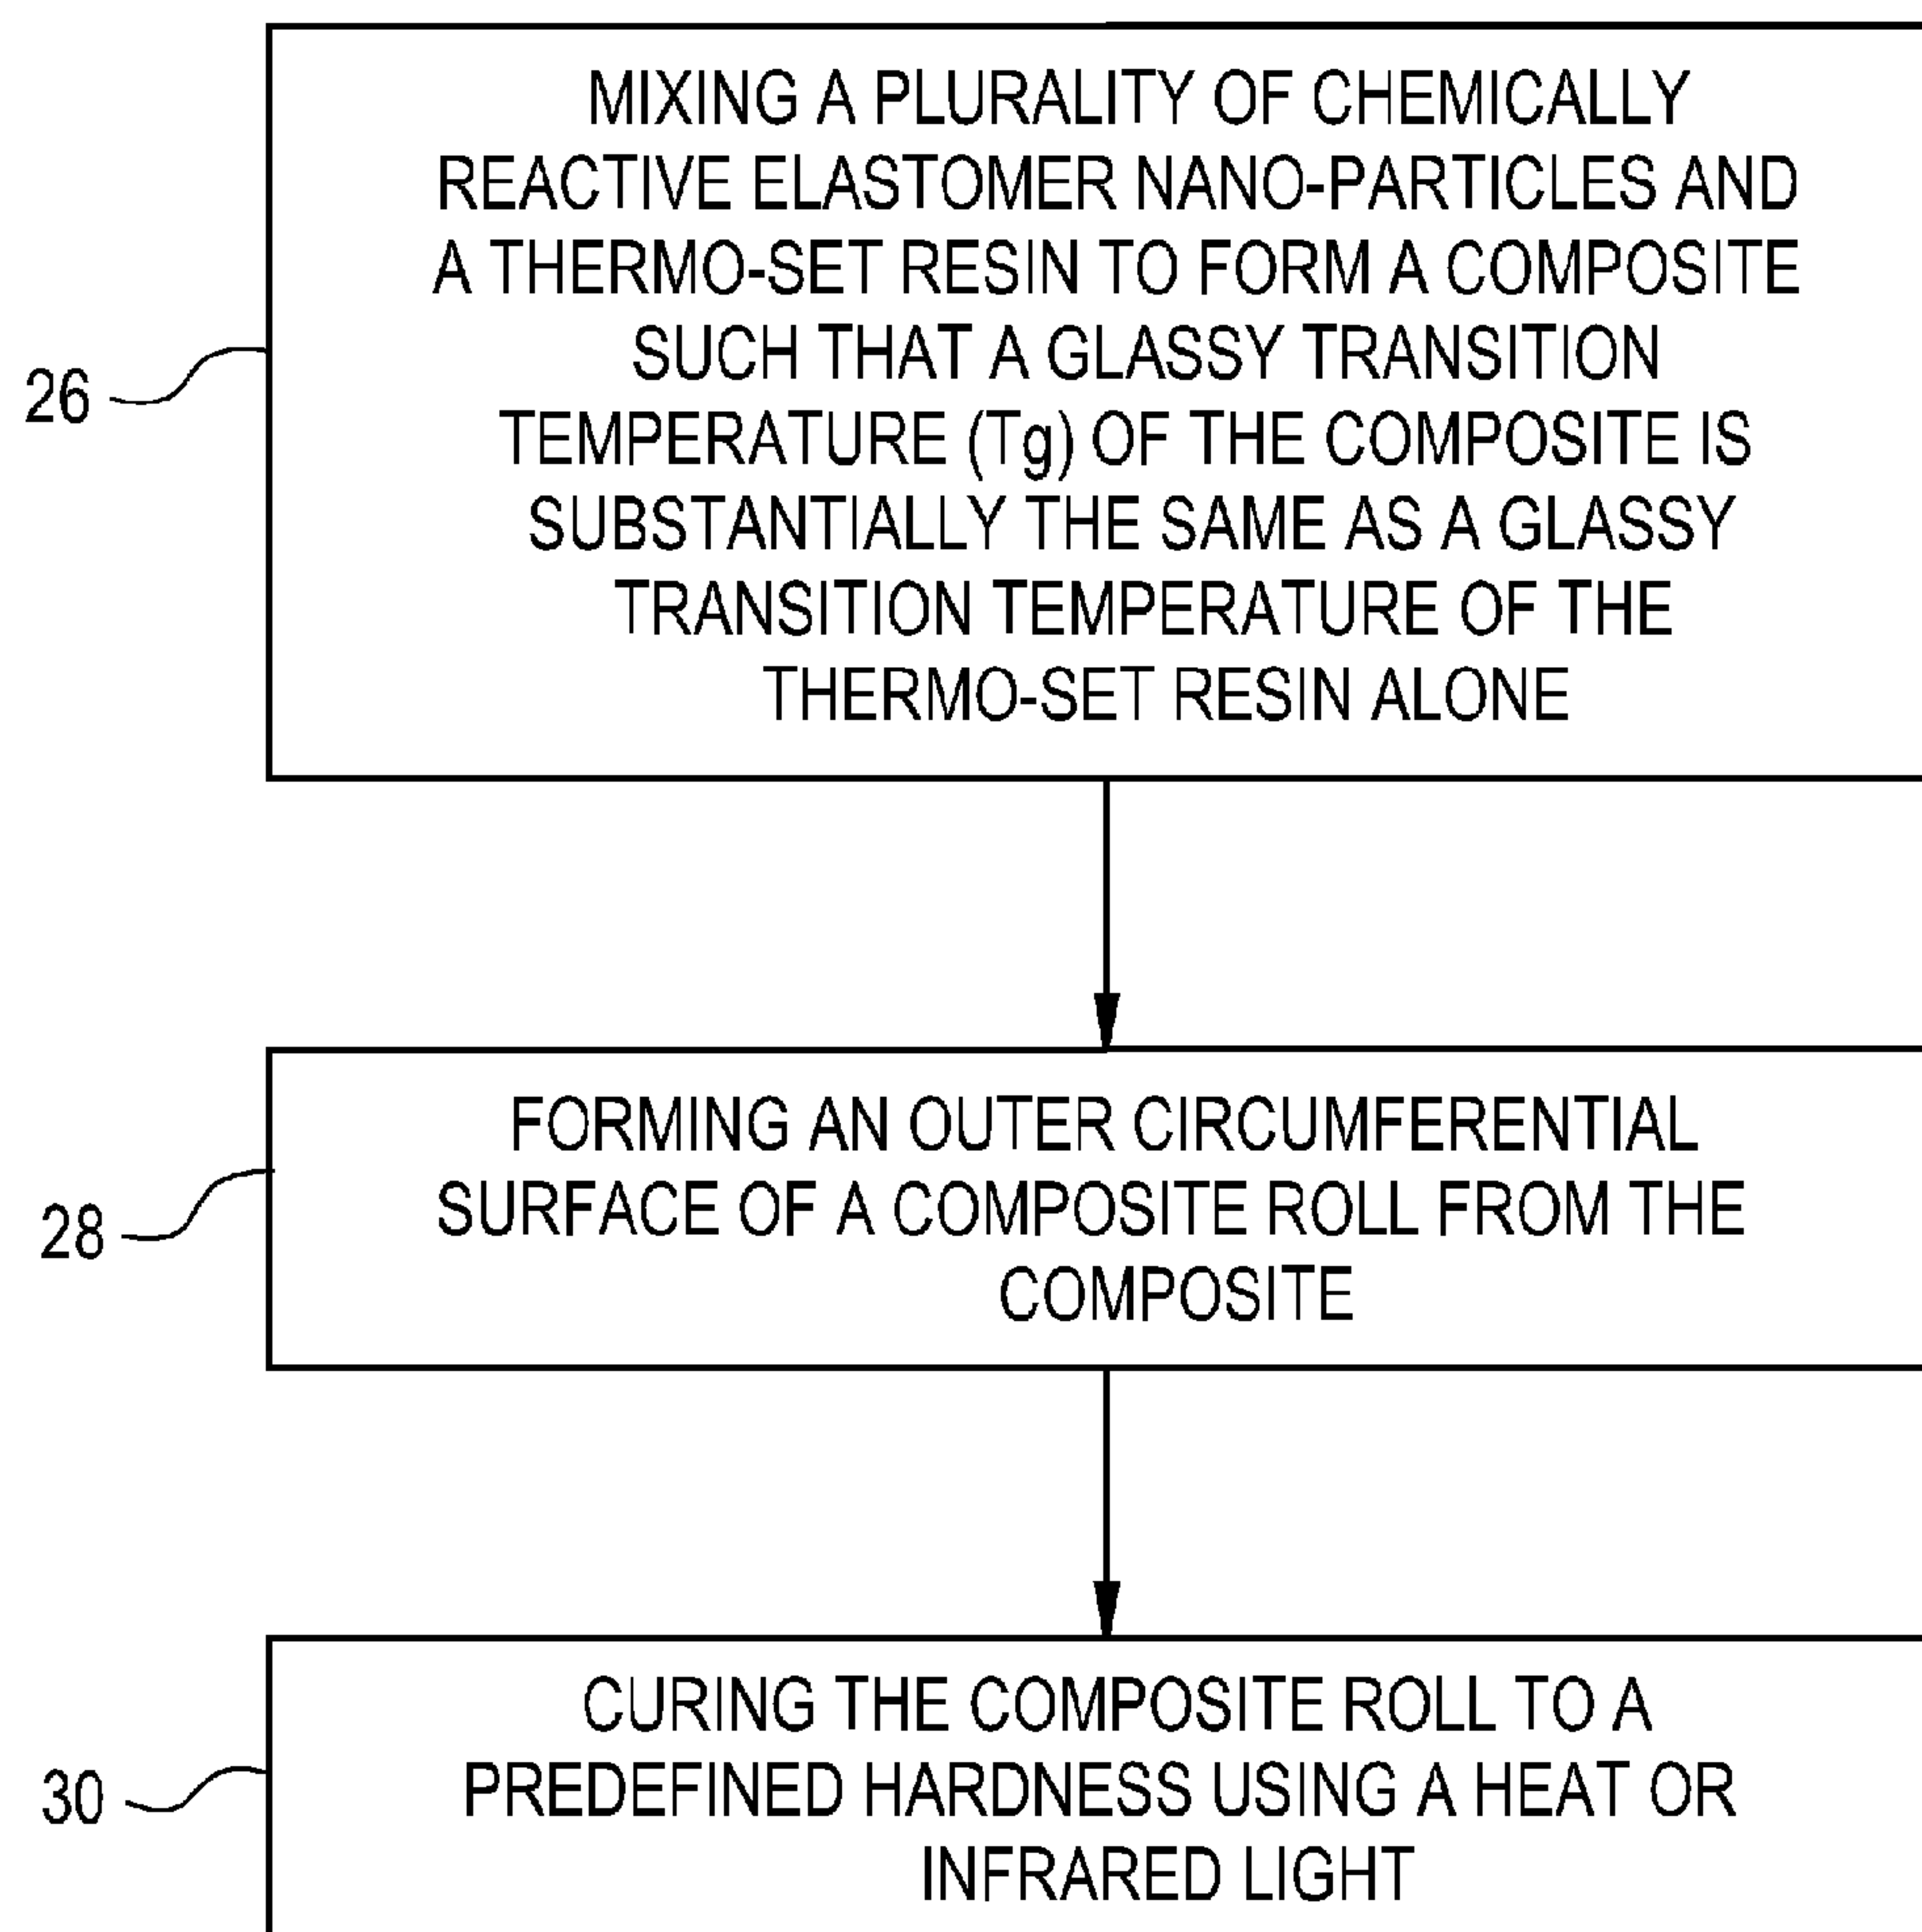 MIXING A PLURALITY OF CHEMICALLY
REACTIVE ELASTOMER NANO-PARTICLES AND
A THERMO-SET RESIN TO FORM A COMPOSITE
SUCH THAT A GLASSY TRANSITION
26
TEMPERATURE (Tg) OF THE COMPOSITE IS
SUBSTANTIALLY THE SAME AS A GLASSY
TRANSITION TEMPERATURE OF THE
THERMO-SET RESIN ALONE
FORMING AN OUTER CIRCUMFERENTIAL
SURFACE OF A COMPOSITE ROLL FROM THE
28
COMPOSITE
CURING THE COMPOSITE ROLL TO A
PREDEFINED HARDNESS USING A HEAT OR
30
INFRARED LIGHT